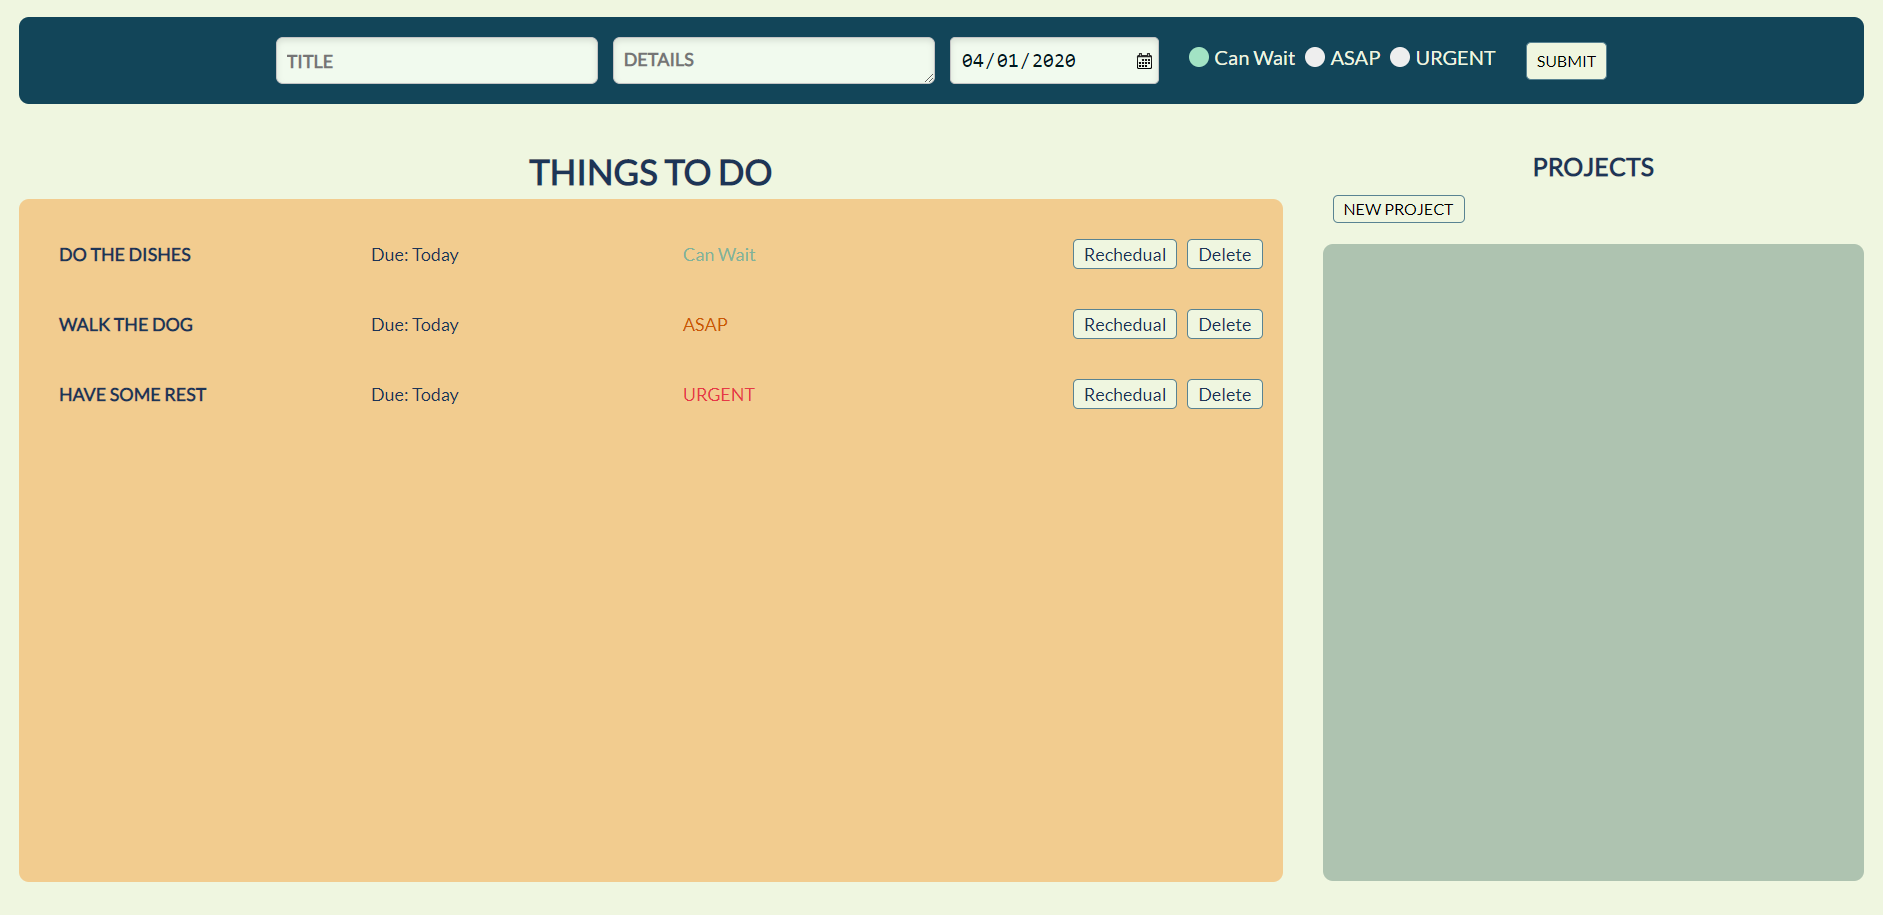 TITLE DETAILS 04/01/2020 Can Wait ASAP URGENT SUBMIT
THINGS TO DO
PROJECTS
NEW PROJECT
DO THE DISHES Due: Today Can Wait Rechedual Delete
WALK THE DOG Due: Today ASAP Rechedual Delete
HAVE SOME REST Due: Today URGENT Rechedual Delete